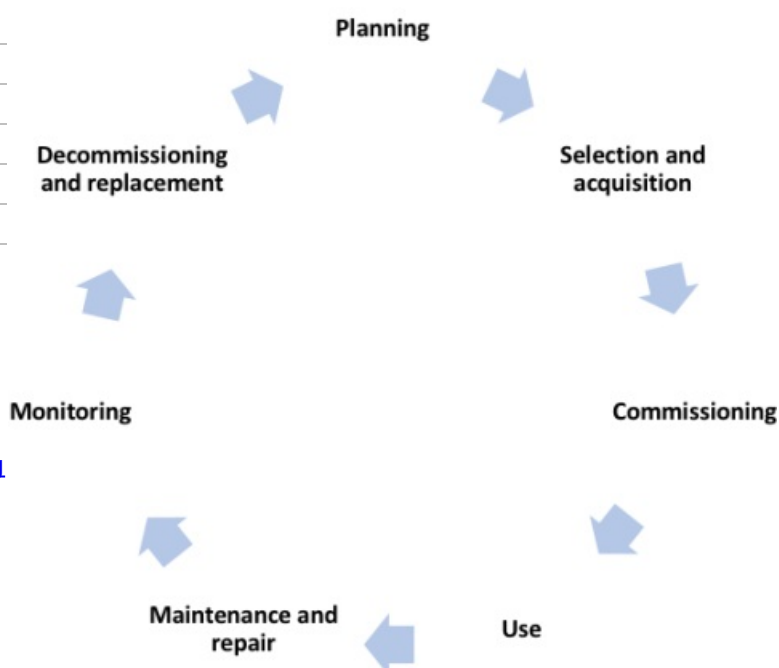 Planning
Selection and
acquisition
Commissioning
Use
Maintenance and
repair
Monitoring
Decommissioning
and replacement